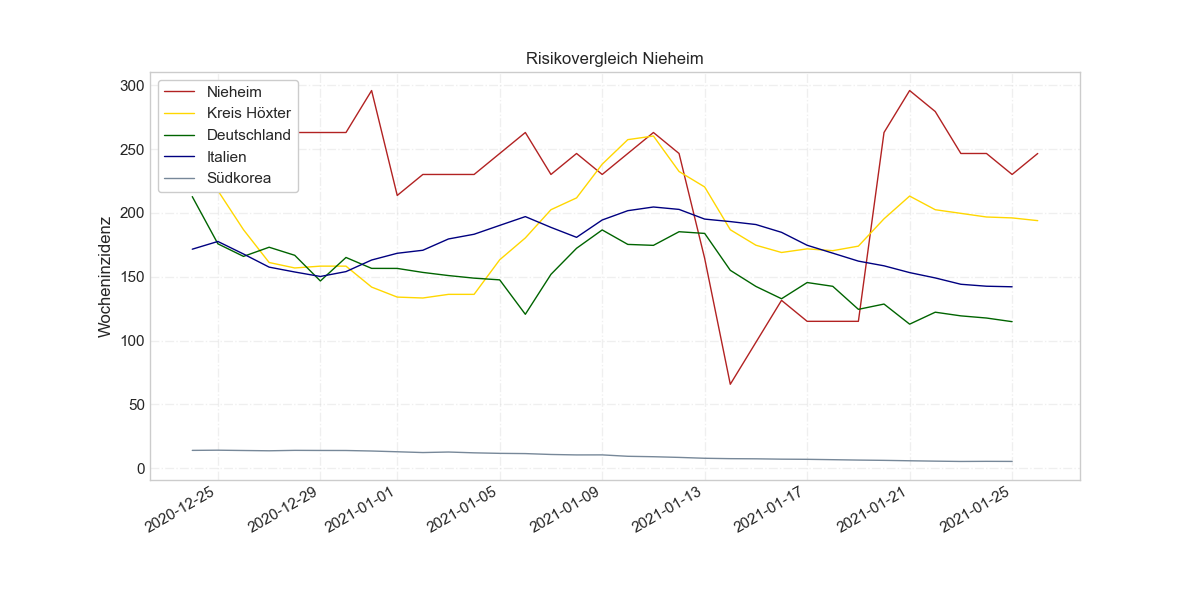 Risikovergleich Nieheim
Nieheim
Kreis Höxter
Deutschland
Italien
Südkorea
Wocheninzidenz
300
250
200
150
100
50
0
2020-12-25
2020-12-29
2021-01-01
2021-01-05
2021-01-09
2021-01-13
2021-01-17
2021-01-21
2021-01-25